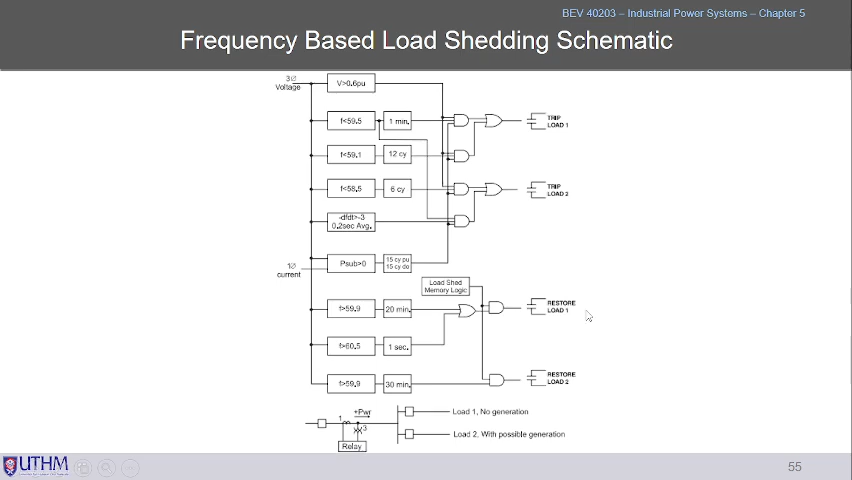 BEV 40203 – Industrial Power Systems – Chapter 5
Frequency Based Load Shedding Schematic
3Ø
Voltage
V>0.6pu
f<59.5
1 min.
TRIP
LOAD 1
f<59.1
12 cy
f<58.5
6 cy
TRIP
LOAD 2
-dfdt>-3
0.2sec Avg.
1Ø
current
Psub>0
15 cy pu
15 cy do
Load Shed
Memory Logic
f>59.9
20 min.
RESTORE
LOAD 1
f>60.5
1 sec.
f>59.9
30 min.
RESTORE
LOAD 2
+Pwr
1
3
Relay
Load 1, No generation
Load 2, With possible generation
UTHM
55